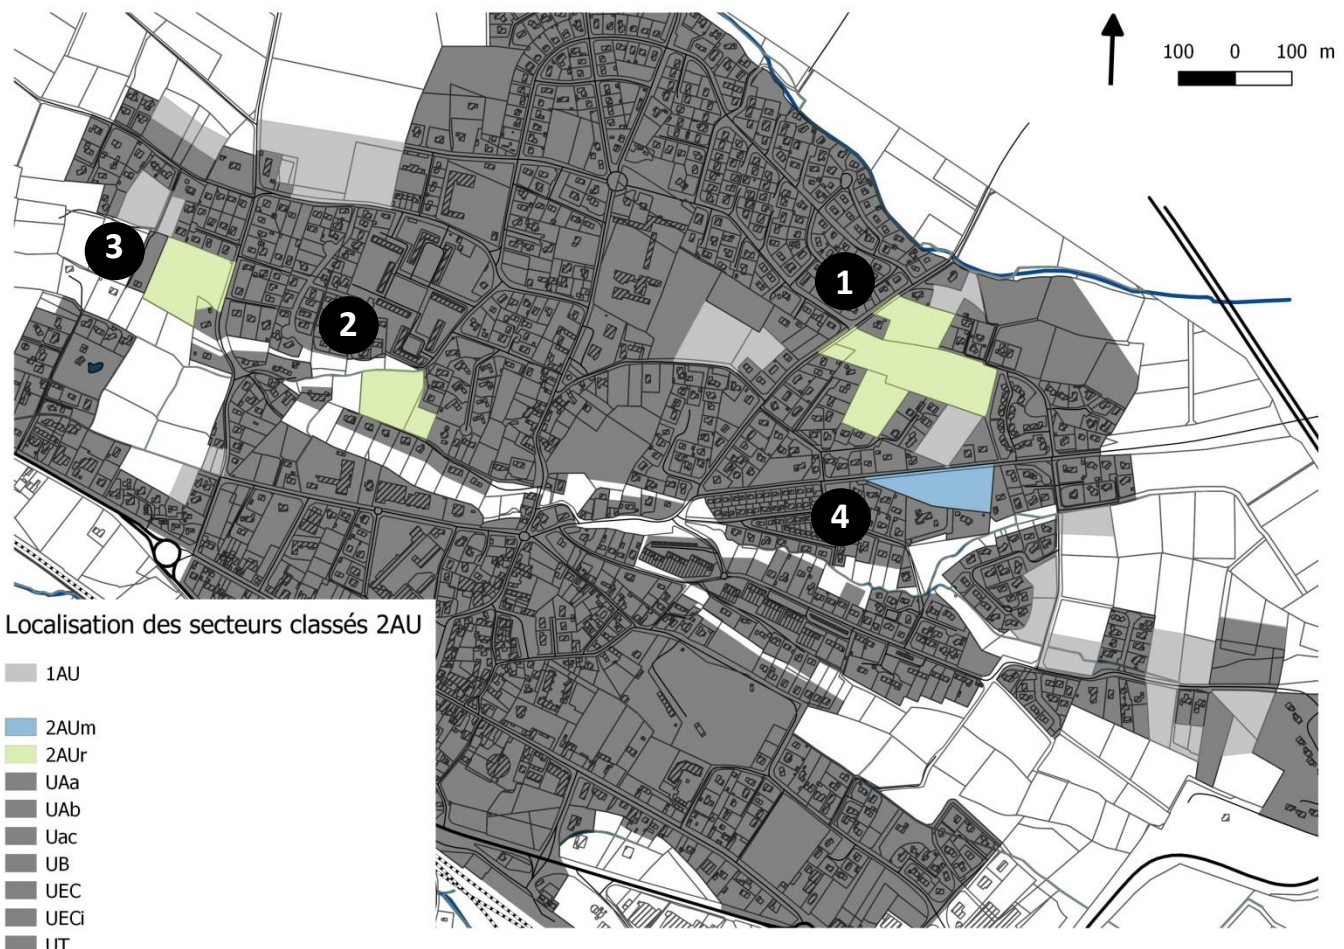 100 0 100 m
1
3
2
4
Localisation des secteurs classés 2AU
1AU
2AUm
2AUr
UAa
UAb
Uac
UB
UEC
UECi
UT